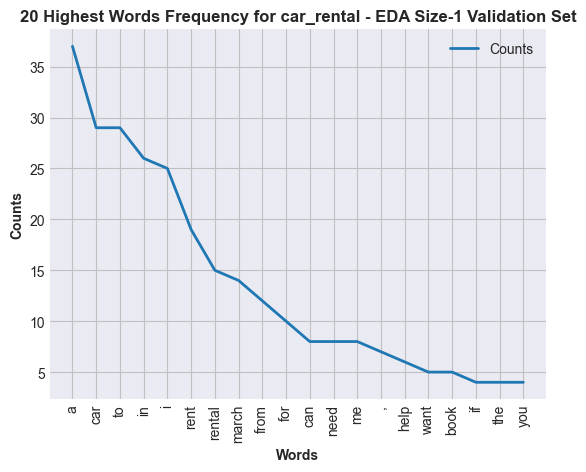 20 Highest Words Frequency for car_rental - EDA Size-1 Validation Set
Counts
35
30
25
20
15
10
5
Counts
a
car
to
in
i
rent
rental
march
from
for
can
need
me
,
help
want
book
if
the
you
Words